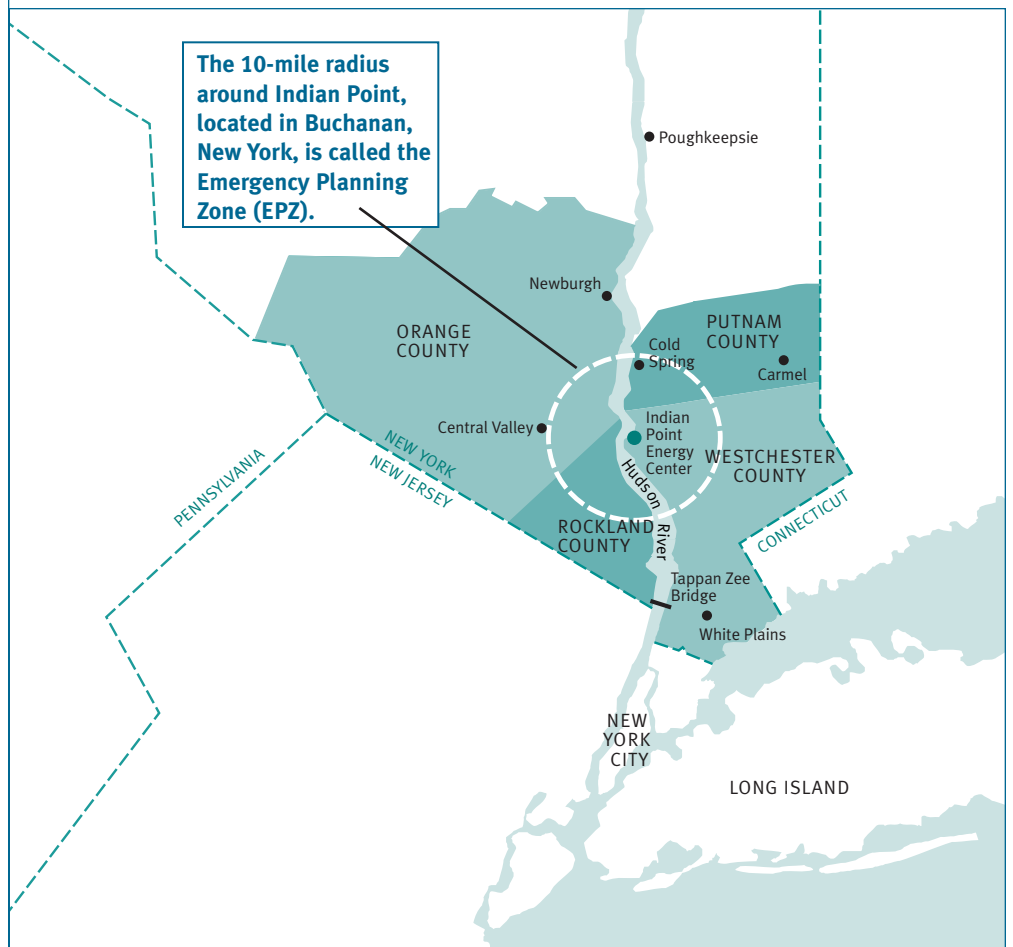 The 10-mile radius
around Indian Point,
located in Buchanan,
New York, is called the
Emergency Planning
Zone (EPZ).
Poughkeepsie
Newburgh
ORANGE
COUNTY
PUTNAM
COUNTY
Cold
Spring
Carmel
Central Valley
Indian
Point
Energy
Center
NEW YORK
NEW JERSEY
PENNSYLVANIA
WESTCHESTER
COUNTY
Hudson
River
CONNECTICUT
ROCKLAND
COUNTY
Tappan Zee
Bridge
White Plains
NEW
YORK
CITY
LONG ISLAND